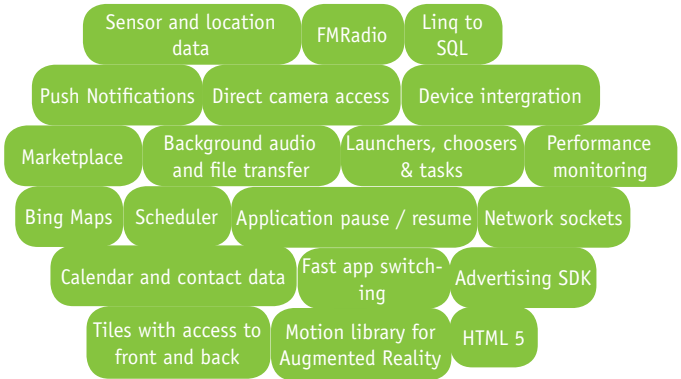 Sensor and location
data
FMRadio
Linq to
SQL
Push Notifications
Direct camera access
Device intergration
Marketplace
Background audio
and file transfer
Launchers, choosers
& tasks
Performance
monitoring
Bing Maps
Scheduler
Application pause / resume
Network sockets
Calendar and contact data
Fast app switch-
ing
Advertising SDK
Tiles with access to
front and back
Motion library for
Augmented Reality
HTML 5